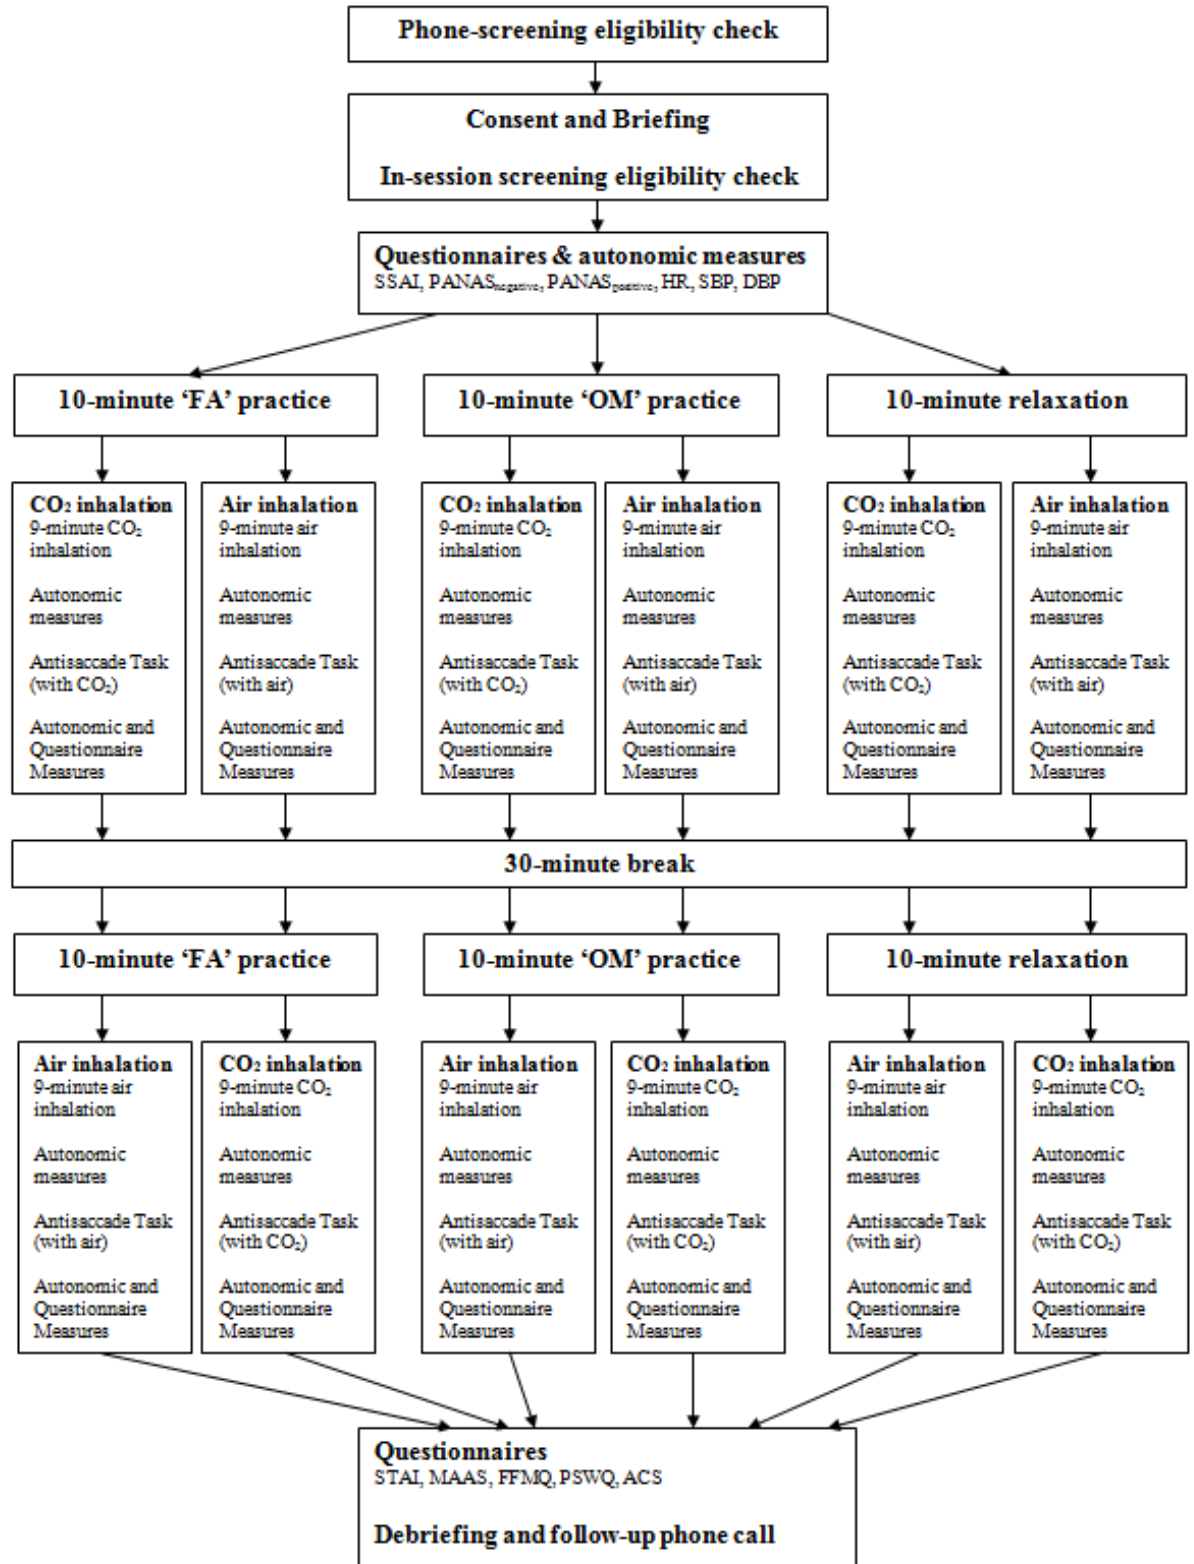 Phone-screening eligibility check
Consent and Briefing
In-session screening eligibility check
Questionnaires & autonomic measures
SSAI, PANASnegative, PANASpositive, HR, SBP, DBP
10-minute ‘FA’ practice
10-minute ‘OM’ practice
10-minute relaxation
CO₂ inhalation
9-minute CO₂
inhalation
Autonomic
measures
Antisaccade Task
(with CO₂)
Autonomic and
Questionnaire
Measures
Air inhalation
9-minute air
inhalation
Autonomic
measures
Antisaccade Task
(with air)
Autonomic and
Questionnaire
Measures
CO₂ inhalation
9-minute CO₂
inhalation
Autonomic
measures
Antisaccade Task
(with CO₂)
Autonomic and
Questionnaire
Measures
Air inhalation
9-minute air
inhalation
Autonomic
measures
Antisaccade Task
(with air)
Autonomic and
Questionnaire
Measures
CO₂ inhalation
9-minute CO₂
inhalation
Autonomic
measures
Antisaccade Task
(with CO₂)
Autonomic and
Questionnaire
Measures
Air inhalation
9-minute air
inhalation
Autonomic
measures
Antisaccade Task
(with air)
Autonomic and
Questionnaire
Measures
30-minute break
10-minute ‘FA’ practice
10-minute ‘OM’ practice
10-minute relaxation
Air inhalation
9-minute air
inhalation
Autonomic
measures
Antisaccade Task
(with air)
Autonomic and
Questionnaire
Measures
CO₂ inhalation
9-minute CO₂
inhalation
Autonomic
measures
Antisaccade Task
(with CO₂)
Autonomic and
Questionnaire
Measures
Air inhalation
9-minute air
inhalation
Autonomic
measures
Antisaccade Task
(with air)
Autonomic and
Questionnaire
Measures
CO₂ inhalation
9-minute CO₂
inhalation
Autonomic
measures
Antisaccade Task
(with CO₂)
Autonomic and
Questionnaire
Measures
Air inhalation
9-minute air
inhalation
Autonomic
measures
Antisaccade Task
(with air)
Autonomic and
Questionnaire
Measures
CO₂ inhalation
9-minute CO₂
inhalation
Autonomic
measures
Antisaccade Task
(with CO₂)
Autonomic and
Questionnaire
Measures
Questionnaires
STAI, MAAS, FFMQ, PSWQ, ACS
Debriefing and follow-up phone call